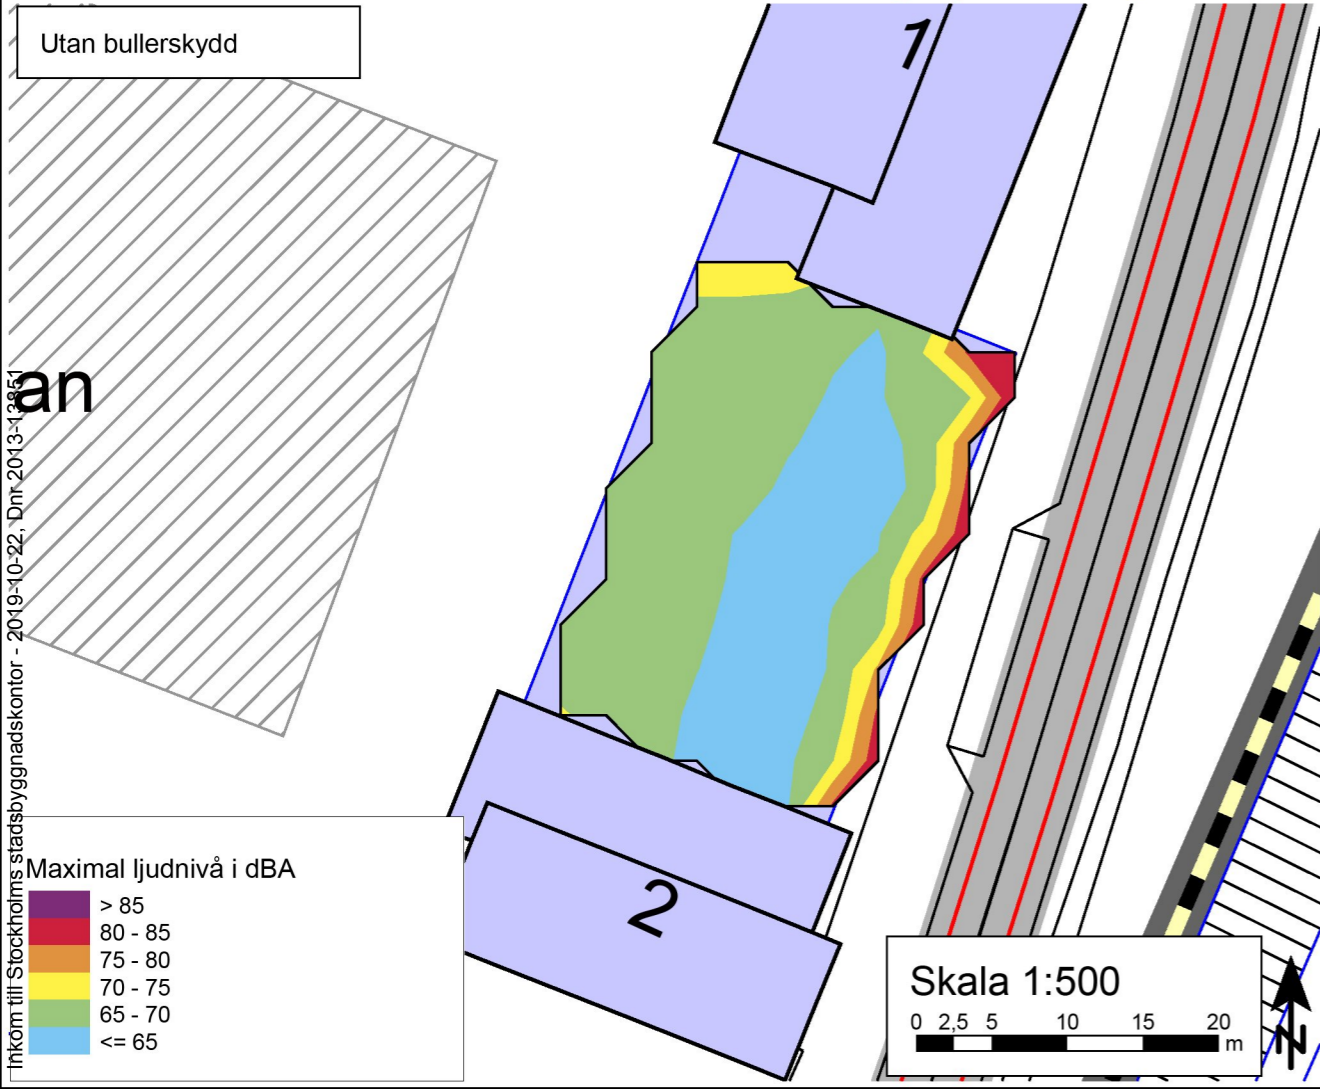 Utan bullerskydd
1
an
Inkom till Stockholms stadsbyggnadskontor - 2019-10-22, Dnr 2013-13851
2
Maximal ljudnivå i dBA
> 85
80 - 85
75 - 80
70 - 75
65 - 70
<= 65
Skala 1:500
0 2,5 5 10 15 20
m
N